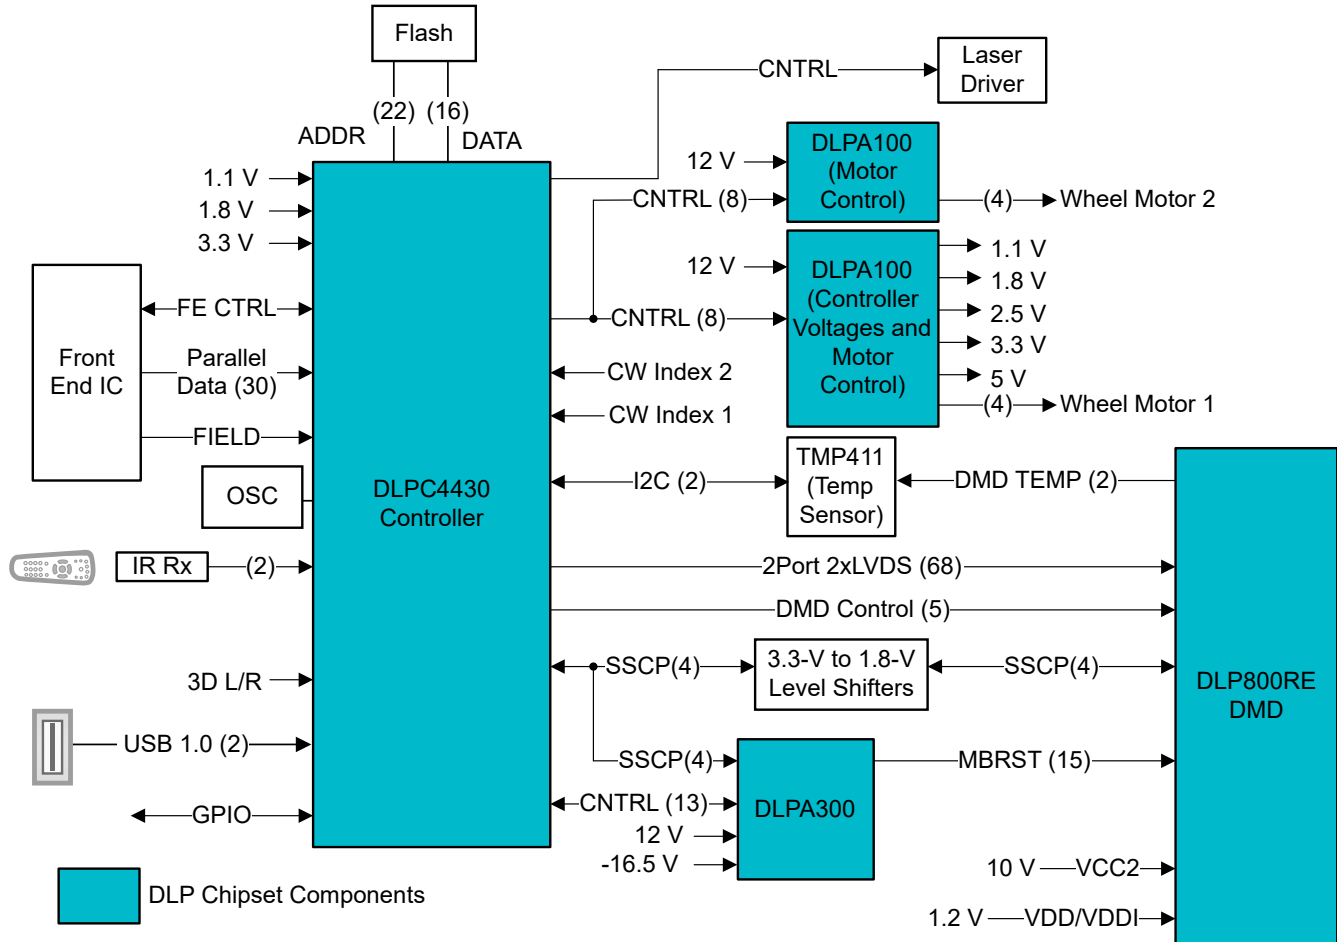 Flash
(22) (16)
ADDR
DATA
CNTRL
Laser
Driver
1.1 V
1.8 V
3.3 V
12 V
CNTRL (8)
DLPA100
(Motor
Control)
(4)
Wheel Motor 2
12 V
CNTRL (8)
DLPA100
(Controller
Voltages and
Motor
Control)
1.1 V
1.8 V
2.5 V
3.3 V
5 V
(4)
Wheel Motor 1
Front
End IC
FE CTRL
Parallel
Data (30)
FIELD
CW Index 2
CW Index 1
OSC
DLPC4430
Controller
I2C (2)
TMP411
(Temp
Sensor)
DMD TEMP (2)
IR Rx
(2)
2Port 2xLVDS (68)
DMD Control (5)
3D L/R
SSCP(4)
3.3-V to 1.8-V
Level Shifters
SSCP(4)
DLP800RE
DMD
USB 1.0 (2)
SSCP(4)
MBRST (15)
GPIO
CNTRL (13)
DLPA300
12 V
-16.5 V
10 V
VCC2
1.2 V
VDD/VDDI
DLP Chipset Components